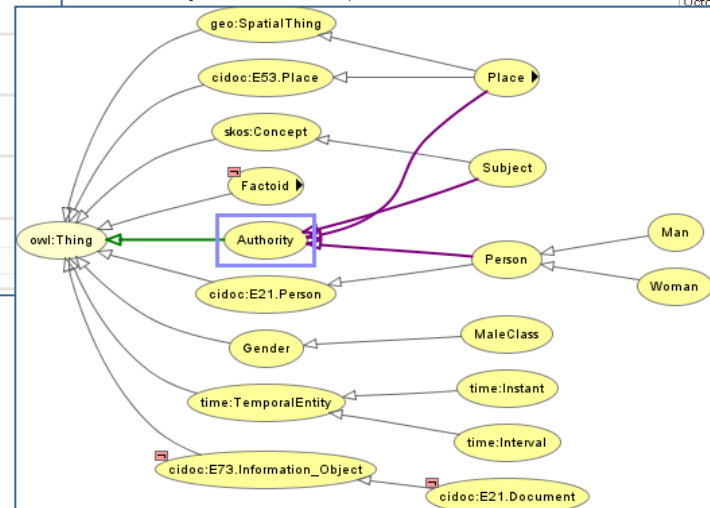 geo:SpatialThing
cidoc:E53.Place
Place
skos:Concept
Subject
Factoid
owl:Thing
Authority
Man
Person
Woman
cidoc:E21.Person
Gender
MaleClass
time:TemporalEntity
time:Instant
time:Interval
cidoc:E73.Information_Object
cidoc:E21.Document